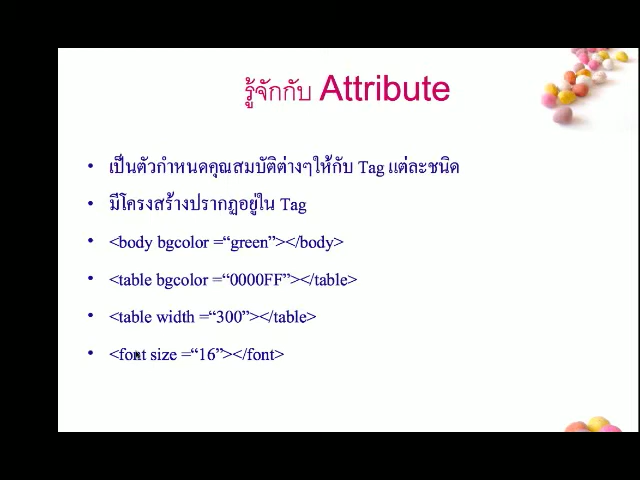 รู้จักกับ Attribute
• เป็นตัวกำหนดคุณสมบัติต่างๆให้กับ Tag แต่ละชนิด
• มีโครงสร้างปรากฏอยู่ใน Tag
• <body bgcolor =“green”></body>
• <table bgcolor =“0000FF”></table>
• <table width =“300”></table>
• <font size =“16”></font>